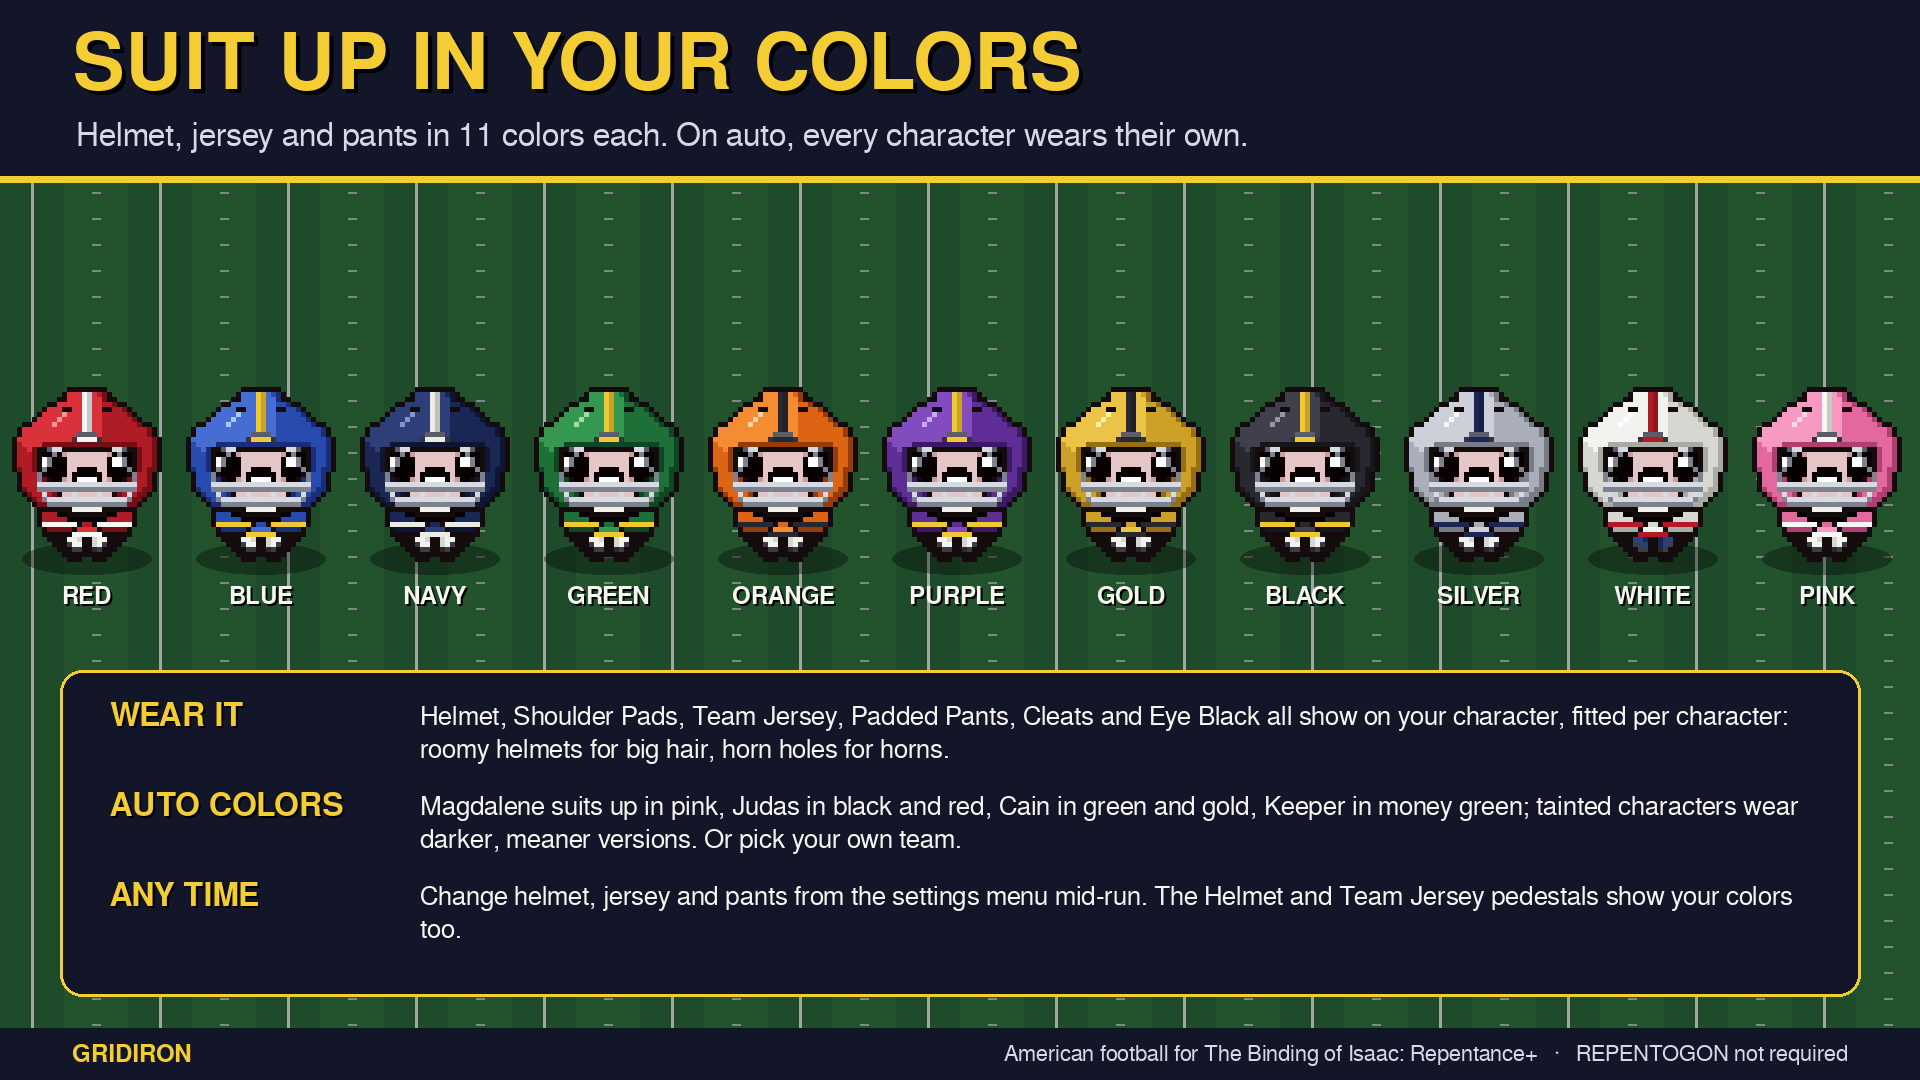 SUIT UP IN YOUR COLORS
Helmet, jersey and pants in 11 colors each. On auto, every character wears their own.
RED BLUE NAVY GREEN ORANGE PURPLE GOLD BLACK SILVER WHITE PINK
WEAR IT
Helmet, Shoulder Pads, Team Jersey, Padded Pants, Cleats and Eye Black all show on your character, fitted per character:
roomy helmets for big hair, horn holes for horns.
AUTO COLORS
Magdalene suits up in pink, Judas in black and red, Cain in green and gold, Keeper in money green; tainted characters wear
darker, meaner versions. Or pick your own team.
ANY TIME
Change helmet, jersey and pants from the settings menu mid-run. The Helmet and Team Jersey pedestals show your colors
too.
GRIDIRON
American football for The Binding of Isaac: Repentance+ · REPENTOGON not required